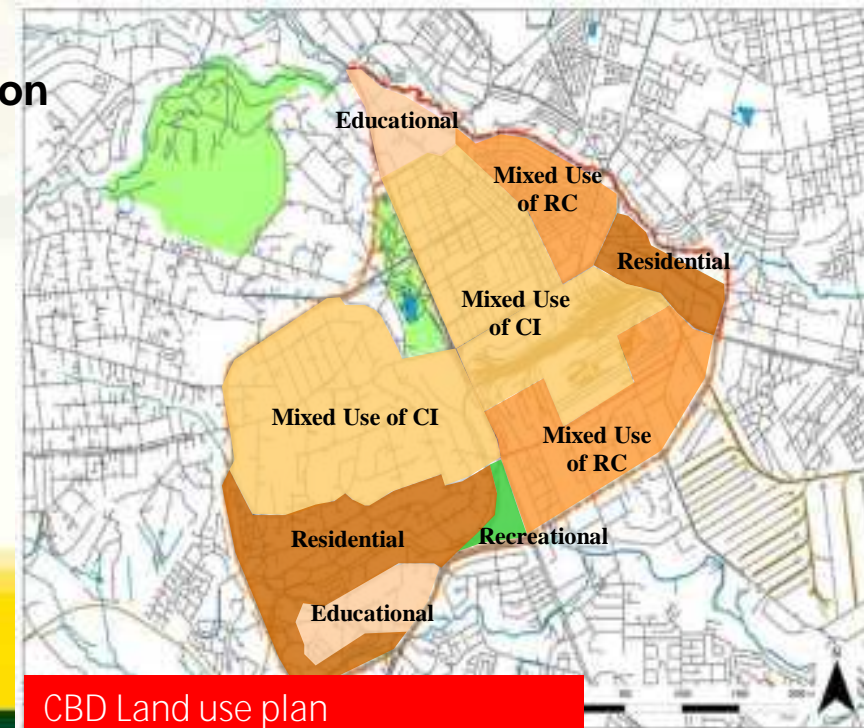 on
Educational
Mixed Use
of RC
Residential
Mixed Use
of CI
Mixed Use of CI
Mixed Use
of RC
Residential
Recreational
Educational
CBD Land use plan